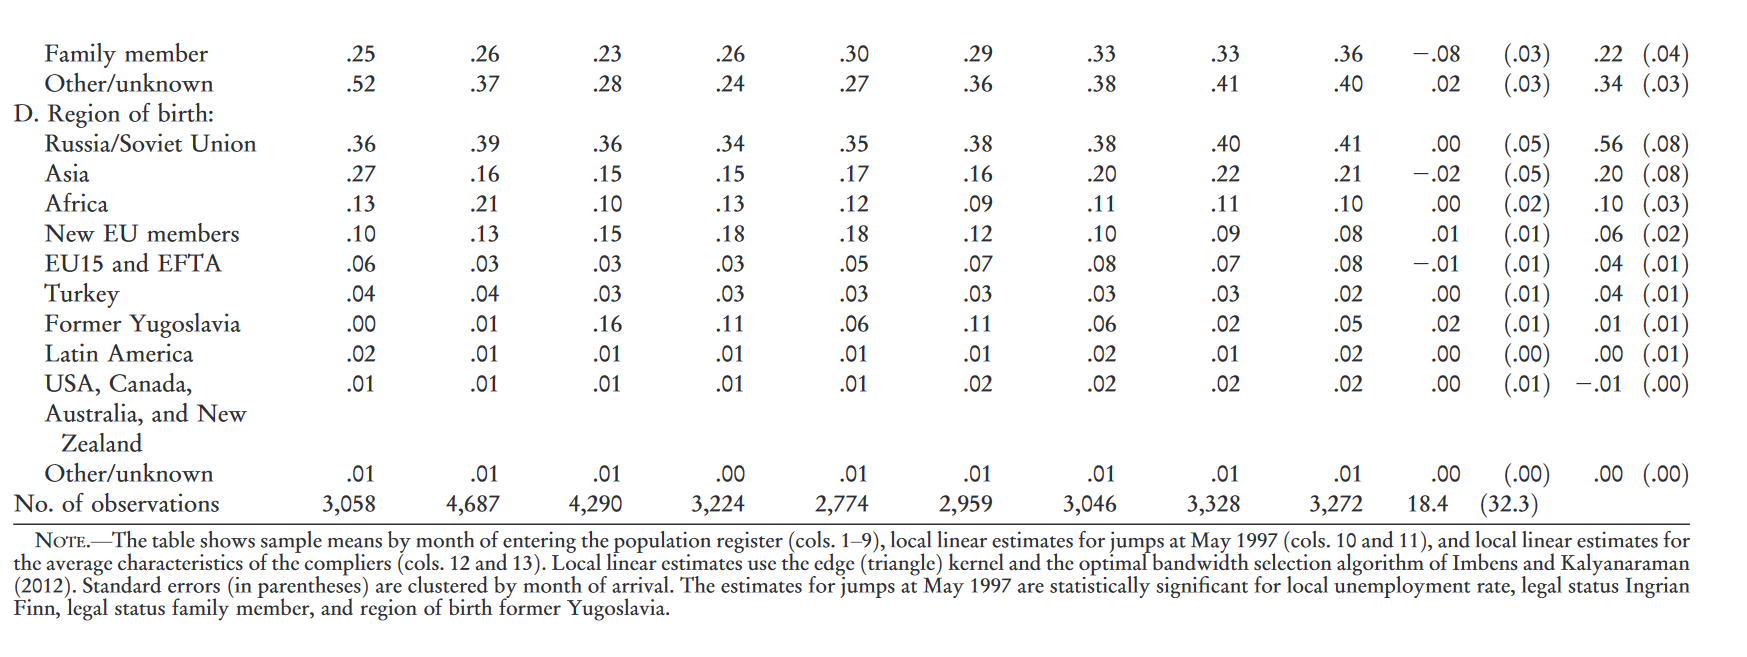 Family member .25 .26 .23 .26 .30 .29 .33 .33 .36 −.08 (.03) .22 (.04)
Other/unknown .52 .37 .28 .24 .27 .36 .38 .41 .40 .02 (.03) .34 (.03)
D. Region of birth:
Russia/Soviet Union .36 .39 .36 .34 .35 .38 .38 .40 .41 .00 (.05) .56 (.08)
Asia .27 .16 .15 .15 .17 .16 .20 .22 .21 −.02 (.05) .20 (.08)
Africa .13 .21 .10 .13 .12 .09 .11 .11 .10 .00 (.02) .10 (.03)
New EU members .10 .13 .15 .18 .18 .12 .10 .09 .08 .01 (.01) .06 (.02)
EU15 and EFTA .06 .03 .03 .03 .05 .07 .08 .07 .08 −.01 (.01) .04 (.01)
Turkey .04 .04 .03 .03 .03 .03 .03 .03 .02 .00 (.01) .04 (.01)
Former Yugoslavia .00 .01 .16 .11 .06 .11 .06 .02 .05 .02 (.01) .01 (.01)
Latin America .02 .01 .01 .01 .01 .01 .02 .01 .02 .00 (.00) .00 (.01)
USA, Canada, .01 .01 .01 .01 .01 .02 .02 .02 .02 .00 (.01) −.01 (.00)
Australia, and New
Zealand
Other/unknown .01 .01 .01 .00 .01 .01 .01 .01 .01 .00 (.00) .00 (.00)
No. of observations 3,058 4,687 4,290 3,224 2,774 2,959 3,046 3,328 3,272 18.4 (32.3)
NOTE.—The table shows sample means by month of entering the population register (cols. 1–9), local linear estimates for jumps at May 1997 (cols. 10 and 11), and local linear estimates for
the average characteristics of the compliers (cols. 12 and 13). Local linear estimates use the edge (triangle) kernel and the optimal bandwidth selection algorithm of Imbens and Kalyanaraman
(2012). Standard errors (in parentheses) are clustered by month of arrival. The estimates for jumps at May 1997 are statistically significant for local unemployment rate, legal status Ingrian
Finn, legal status family member, and region of birth former Yugoslavia.